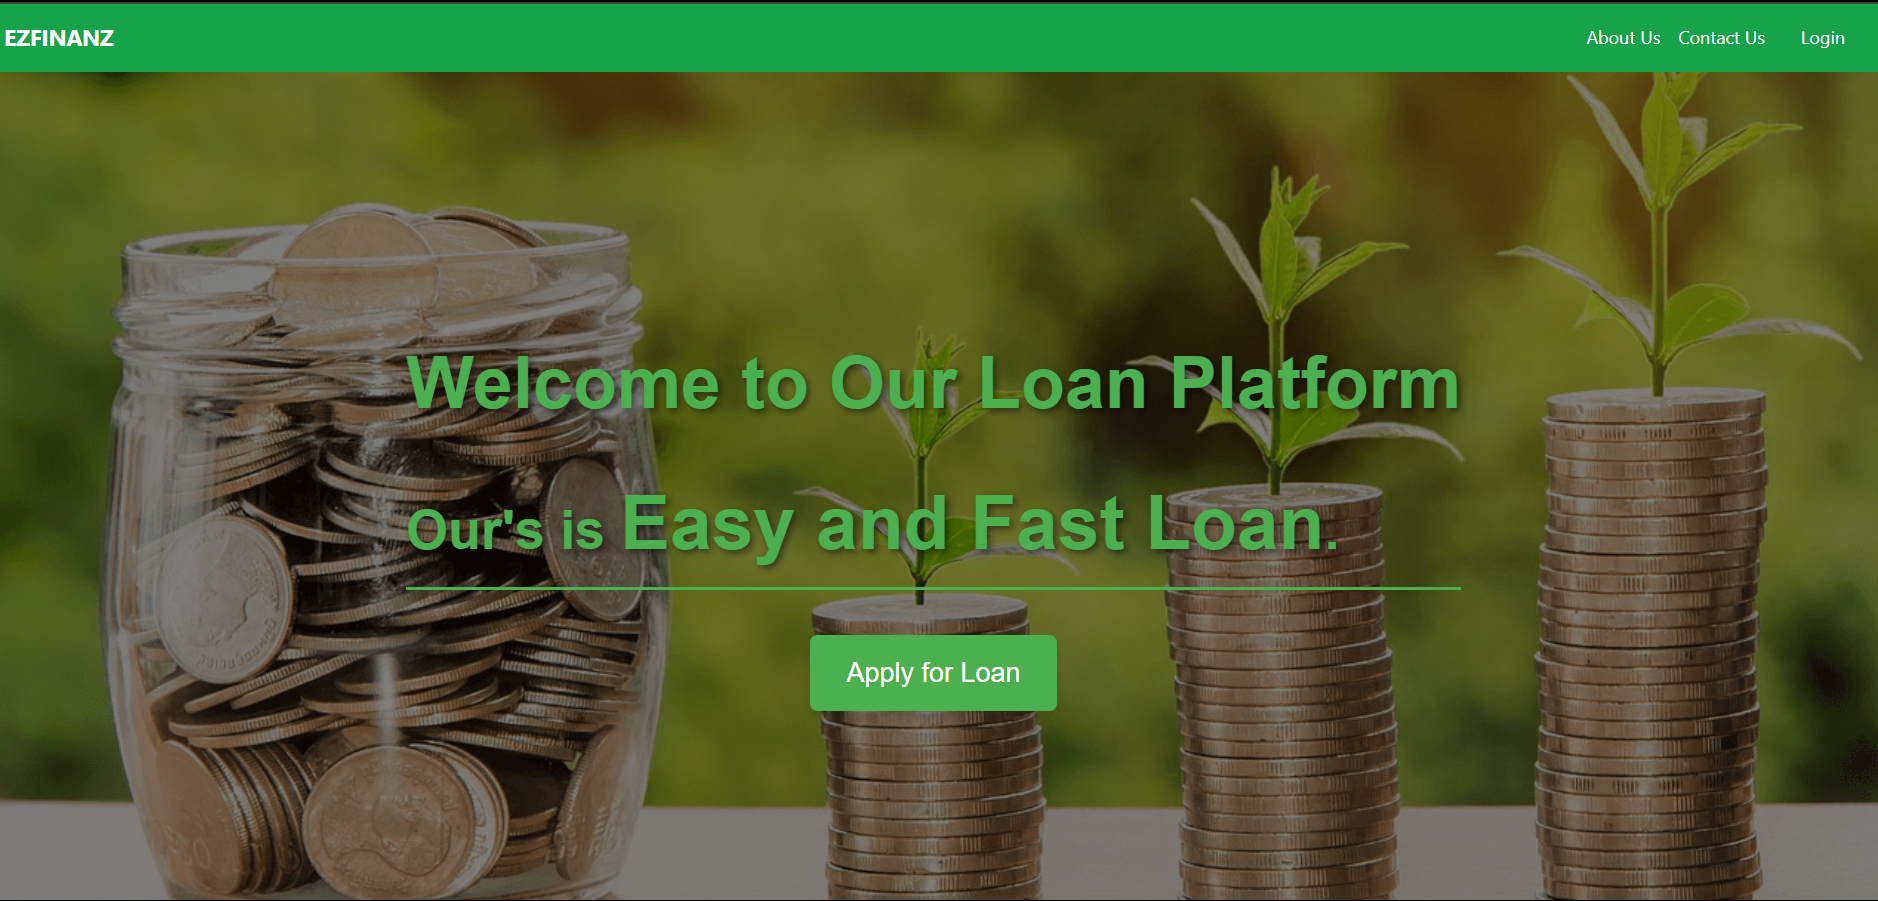 EZFINANZ
About Us Contact Us Login
Welcome to Our Loan Platform
Our's is Easy and Fast Loan.
Apply for Loan